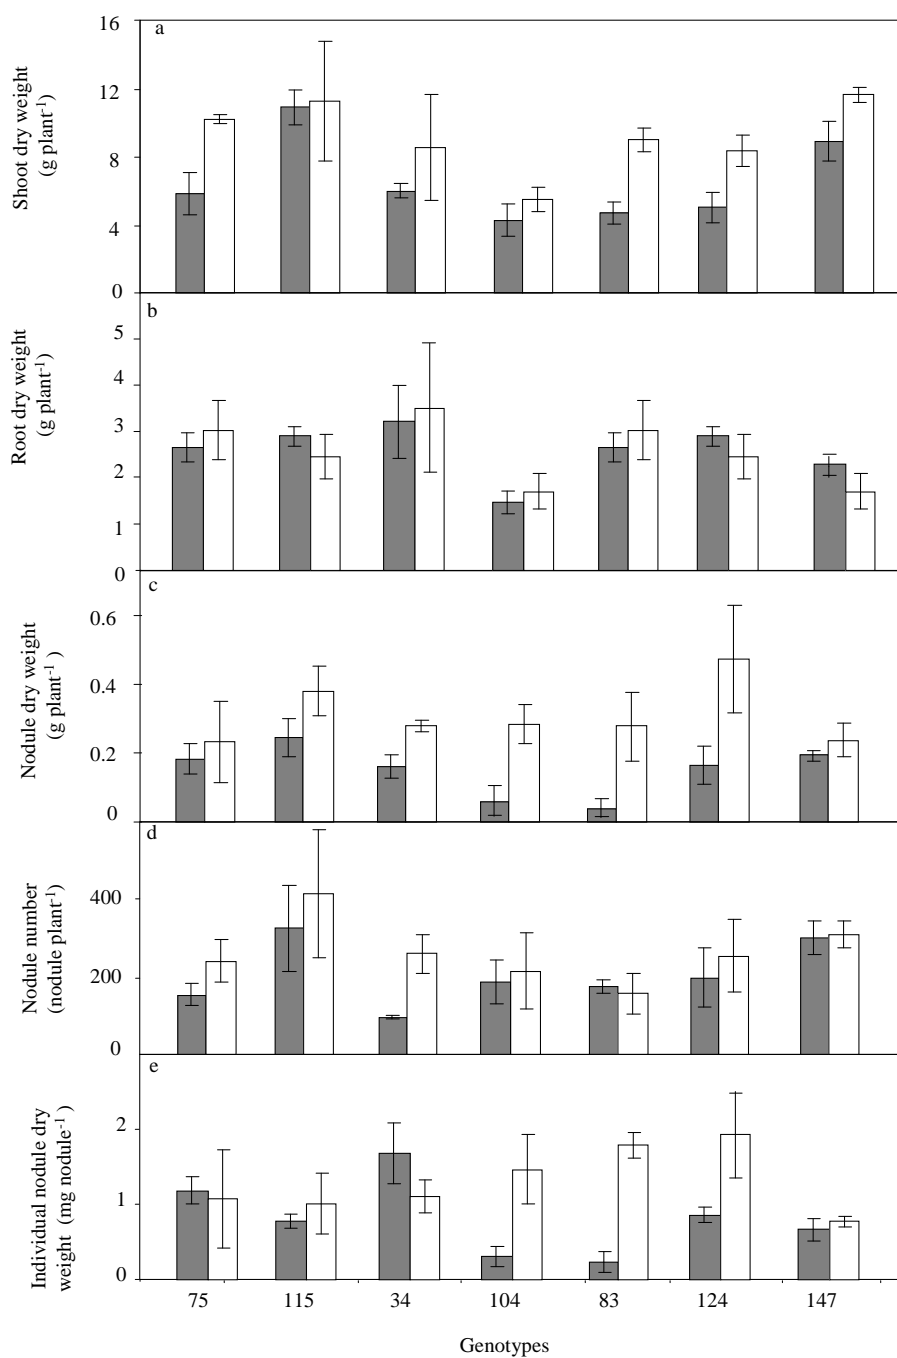 a
Shoot dry weight
(g plant⁻¹)
16
12
8
4
0
b
Root dry weight
(g plant⁻¹)
5
4
3
2
1
0
c
Nodule dry weight
(g plant⁻¹)
0.6
0.4
0.2
0
d
Nodule number
(nodule plant⁻¹)
400
200
0
e
Individual nodule dry
weight (mg nodule⁻¹)
2
1
0
75 115 34 104 83 124 147
Genotypes